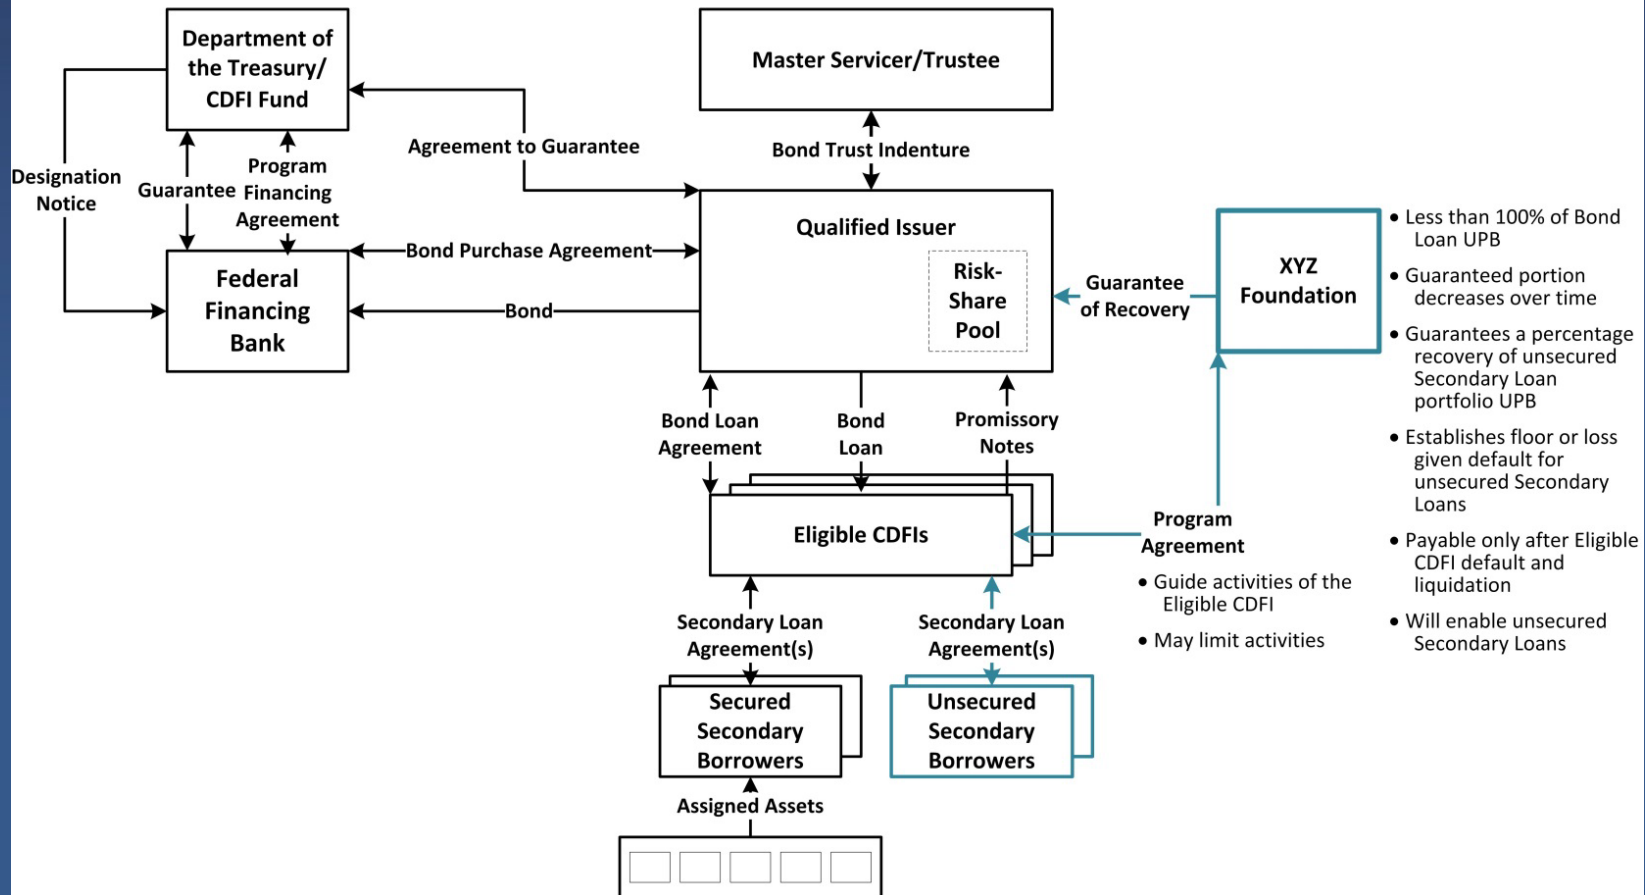 Department of
the Treasury/
CDFI Fund
Master Servicer/Trustee
Agreement to Guarantee
Bond Trust Indenture
Designation
Notice
Guarantee
Program
Financing
Agreement
Bond Purchase Agreement
Bond
Federal
Financing
Bank
Qualified Issuer
Risk-
Share
Pool
Guarantee
of Recovery
XYZ
Foundation
• Less than 100% of Bond
Loan UPB
• Guaranteed portion
decreases over time
• Guarantees a percentage
recovery of unsecured
Secondary Loan
portfolio UPB
• Establishes floor or loss
given default for
unsecured Secondary
Loans
• Payable only after Eligible
CDFI default and
liquidation
• Will enable unsecured
Secondary Loans
Bond Loan
Agreement
Bond
Loan
Promissory
Notes
Eligible CDFIs
Program
Agreement
• Guide activities of the
Eligible CDFI
• May limit activities
Secondary Loan
Agreement(s)
Secondary Loan
Agreement(s)
Secured
Secondary
Borrowers
Unsecured
Secondary
Borrowers
Assigned Assets